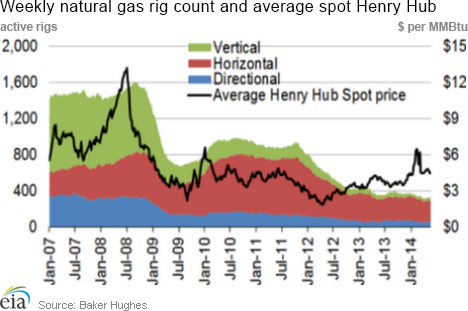 Weekly natural gas rig count and average spot Henry Hub
active rigs $ per MMBtu
2,000 $15
Vertical
Horizontal
1,600 $12
Directional
Average Henry Hub Spot price
1,200 $9
800 $6
400 $3
0 $0
Jan-07 Jul-07 Jan-08 Jul-08 Jan-09 Jul-09 Jan-10 Jul-10 Jan-11 Jul-11 Jan-12 Jul-12 Jan-13 Jul-13 Jan-14
eia Source: Baker Hughes